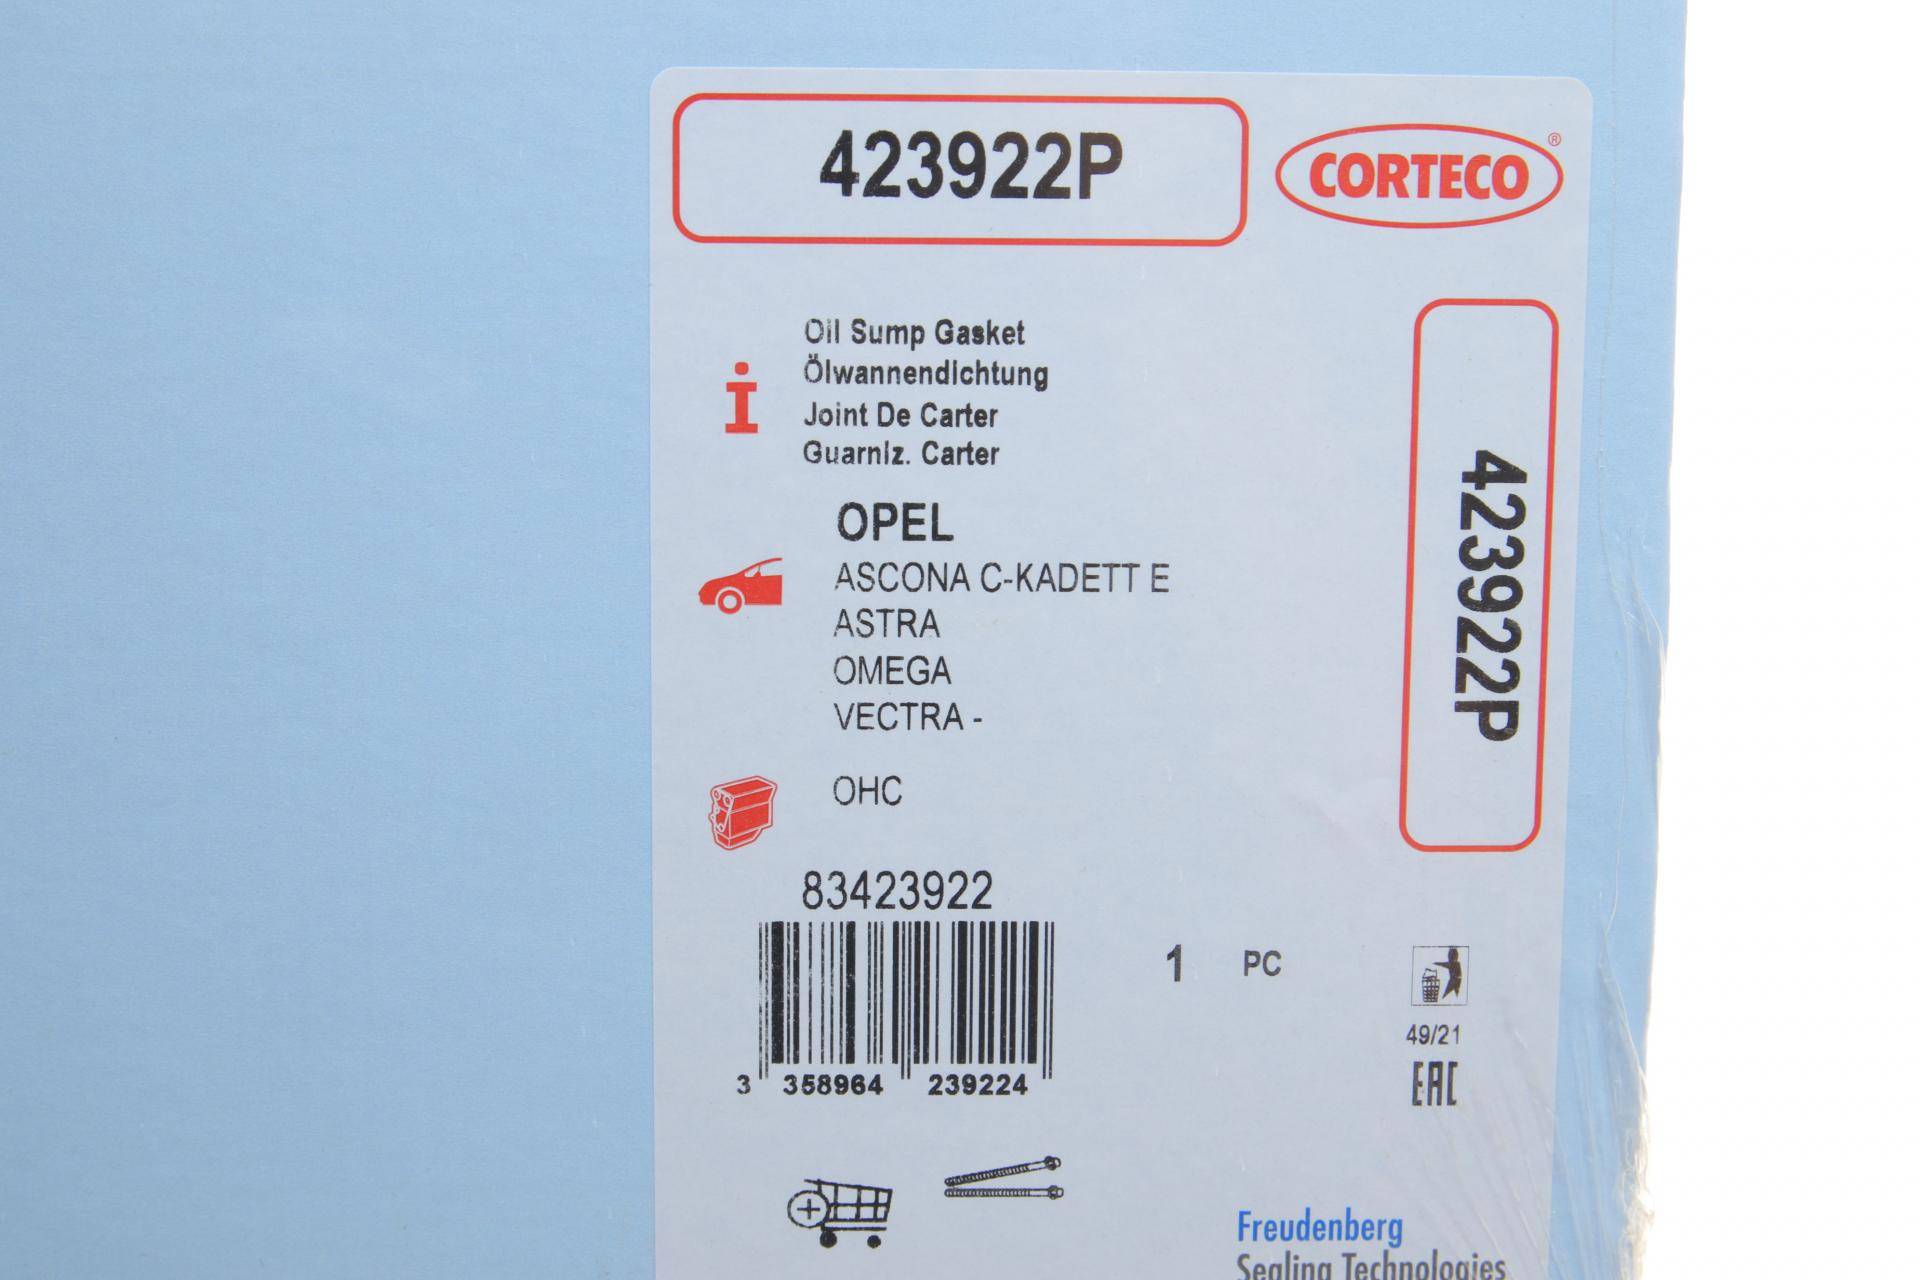 423922P
CORTECO®
Oil Sump Gasket
Ölwannendichtung
Joint De Carter
Guarniz. Carter
OPEL
ASCONA C-KADETT E
ASTRA
OMEGA
VECTRA -
OHC
423922P
83423922
3 358964 239224
1 PC
49/21
EAC
Freudenberg
Sealing Technologies